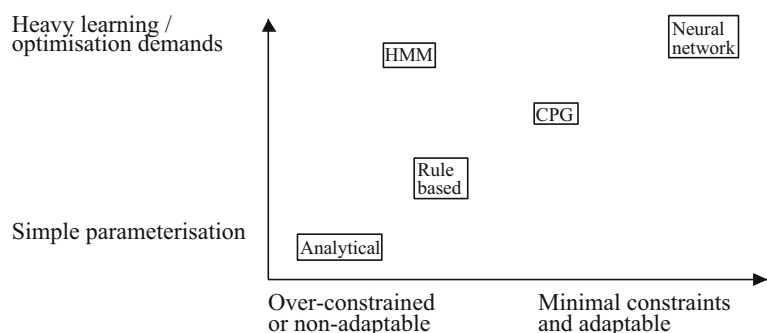 Heavy learning /
optimisation demands
Neural
network
HMM
CPG
Rule
based
Simple parameterisation
Analytical
Over-constrained
or non-adaptable
Minimal constraints
and adaptable